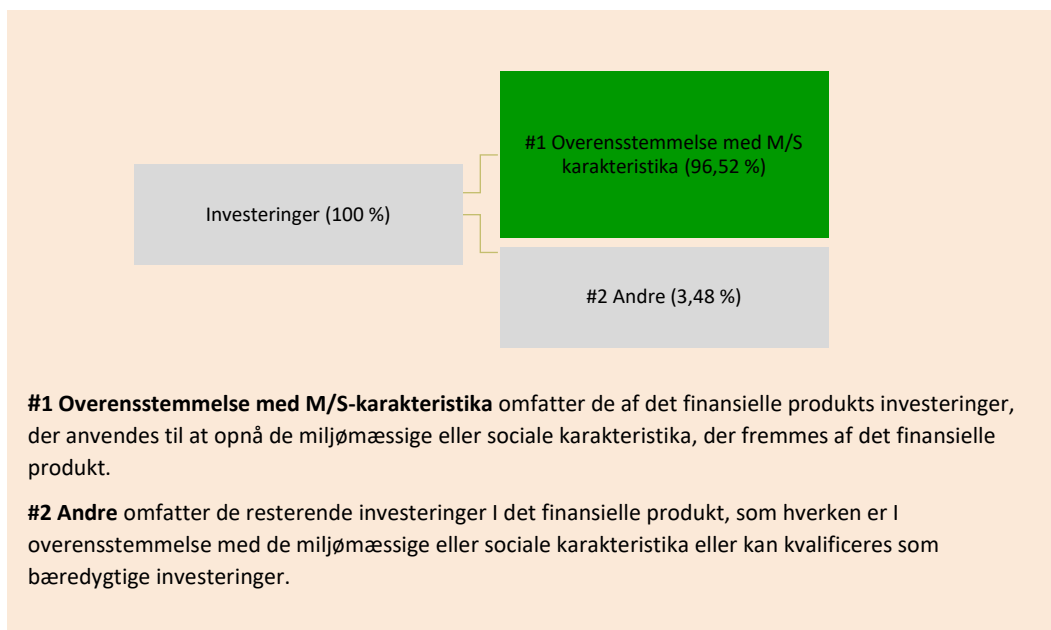 #1 Overensstemmelse med M/S
karakteristika (96,52 %)
Investeringer (100 %)
#2 Andre (3,48 %)
#1 Overensstemmelse med M/S-karakteristika omfatter de af det finansielle produkts investeringer,
der anvendes til at opnå de miljømæssige eller sociale karakteristika, der fremmes af det finansielle
produkt.
#2 Andre omfatter de resterende investeringer I det finansielle produkt, som hverken er I
overensstemmelse med de miljømæssige eller sociale karakteristika eller kan kvalificeres som
bæredygtige investeringer.